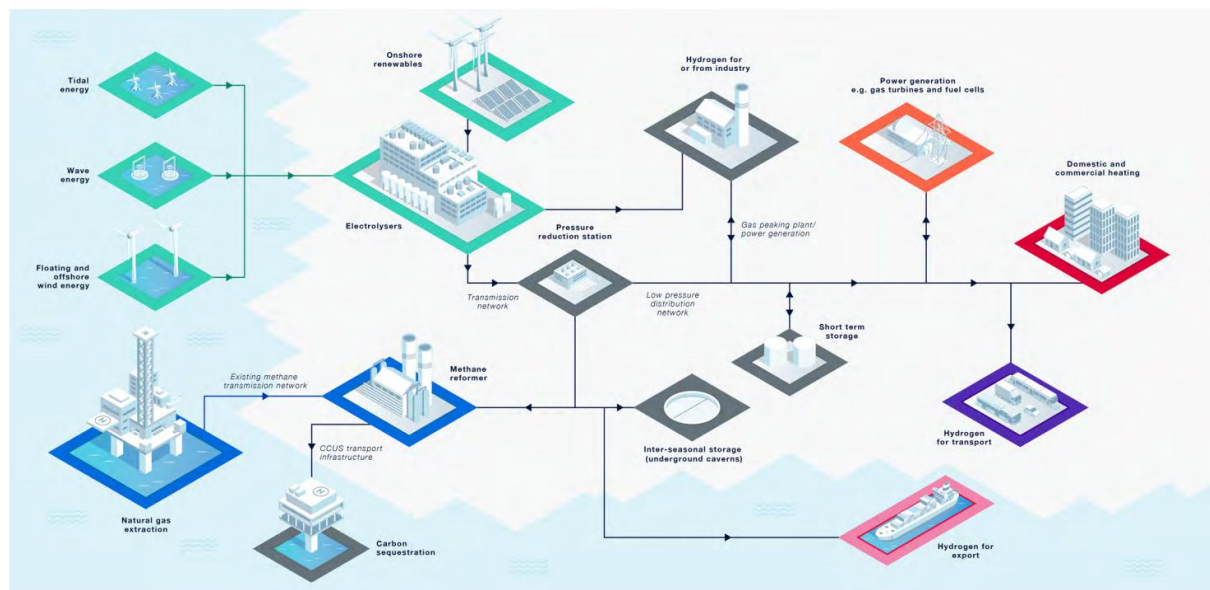 Tidal
energy
Wave
energy
Floating and
offshore
wind energy
Onshore
renewables
Electrolysers
Hydrogen for
or from industry
Power generation
e.g. gas turbines and fuel cells
Domestic and
commercial heating
Pressure
reduction station
Gas peaking plant/
power generation
Transmission
network
Low pressure
distribution
network
Short term
storage
Existing methane
transmission network
Methane
reformer
CCUS transport
infrastructure
Natural gas
extraction
Carbon
sequestration
Inter-seasonal storage
(underground caverns)
Hydrogen
for transport
Hydrogen for
export
H
H